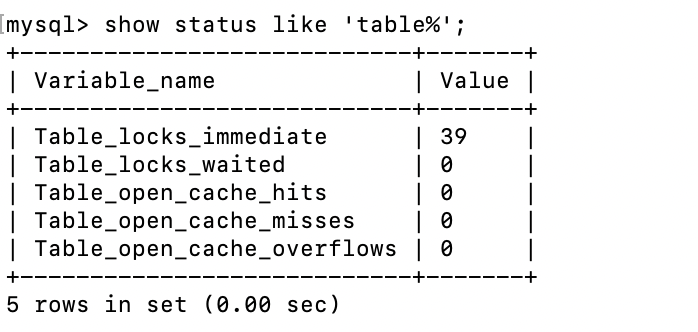 [mysql> show status like 'table%';
+----------------------------+-------+
| Variable_name              | Value |
+----------------------------+-------+
| Table_locks_immediate      | 39    |
| Table_locks_waited         | 0     |
| Table_open_cache_hits      | 0     |
| Table_open_cache_misses    | 0     |
| Table_open_cache_overflows | 0     |
+----------------------------+-------+
5 rows in set (0.00 sec)